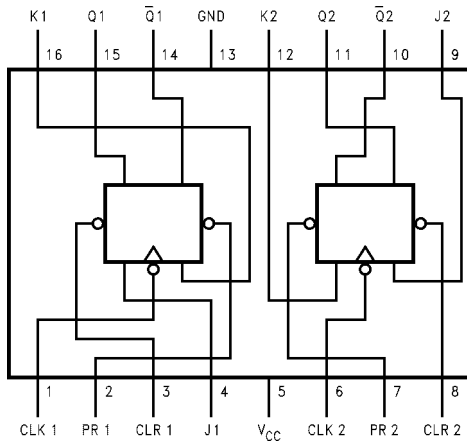 K1 Q1 Q̅1 GND K2 Q2 Q̅2 J2
16 15 14 13 12 11 10 9
1 2 3 4 5 6 7 8
CLK 1 PR 1 CLR 1 J1 VCC CLK 2 PR 2 CLR 2